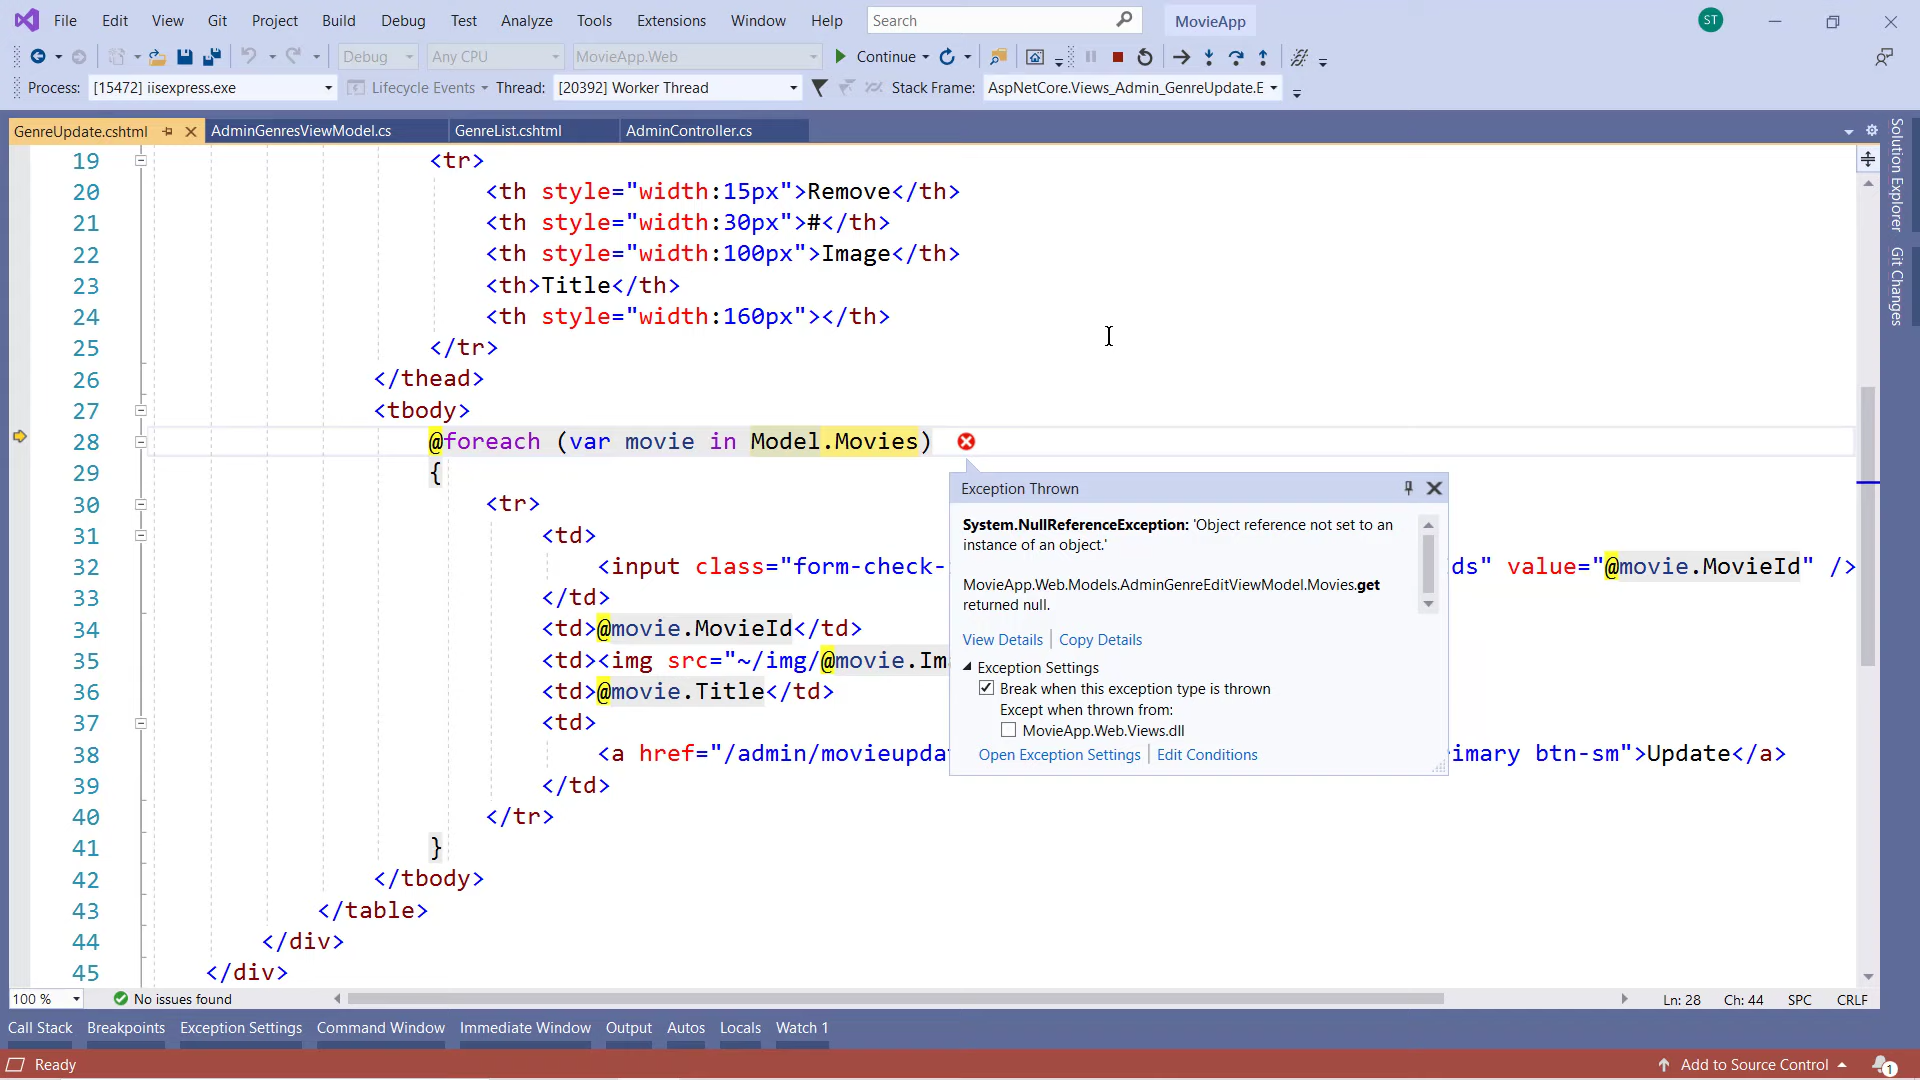 File Edit View Git Project Build Debug Test Analyze Tools Extensions Window Help Search MovieApp ST
Debug Any CPU MovieApp.Web Continue
Process: [15472] iisexpress.exe Lifecycle Events Thread: [20392] Worker Thread Stack Frame: AspNetCore.Views_Admin_GenreUpdate.E
GenreUpdate.cshtml AdminGenresViewModel.cs GenreList.cshtml AdminController.cs
19 <tr>
20 <th style="width:15px">Remove</th>
21 <th style="width:30px">#</th>
22 <th style="width:100px">Image</th>
23 <th>Title</th>
24 <th style="width:160px"></th>
25 </tr>
26 </thead>
27 <tbody>
28 @foreach (var movie in Model.Movies)
29 {
30 <tr>
31 <td>
32 <input class="form-check- ds" value="@movie.MovieId" />
33 </td>
34 <td>@movie.MovieId</td>
35 <td><img src="~/img/@movie.Im
36 <td>@movie.Title</td>
37 <td>
38 <a href="/admin/movieupda imary btn-sm">Update</a>
39 </td>
40 </tr>
41 }
42 </tbody>
43 </table>
44 </div>
45 </div>
Exception Thrown
System.NullReferenceException: 'Object reference not set to an
instance of an object.'
MovieApp.Web.Models.AdminGenreEditViewModel.Movies.get
returned null.
View Details Copy Details
Exception Settings
Break when this exception type is thrown
Except when thrown from:
MovieApp.Web.Views.dll
Open Exception Settings Edit Conditions
Solution Explorer
Git Changes
100 % No issues found Ln: 28 Ch: 44 SPC CRLF
Call Stack Breakpoints Exception Settings Command Window Immediate Window Output Autos Locals Watch 1
Ready Add to Source Control 1